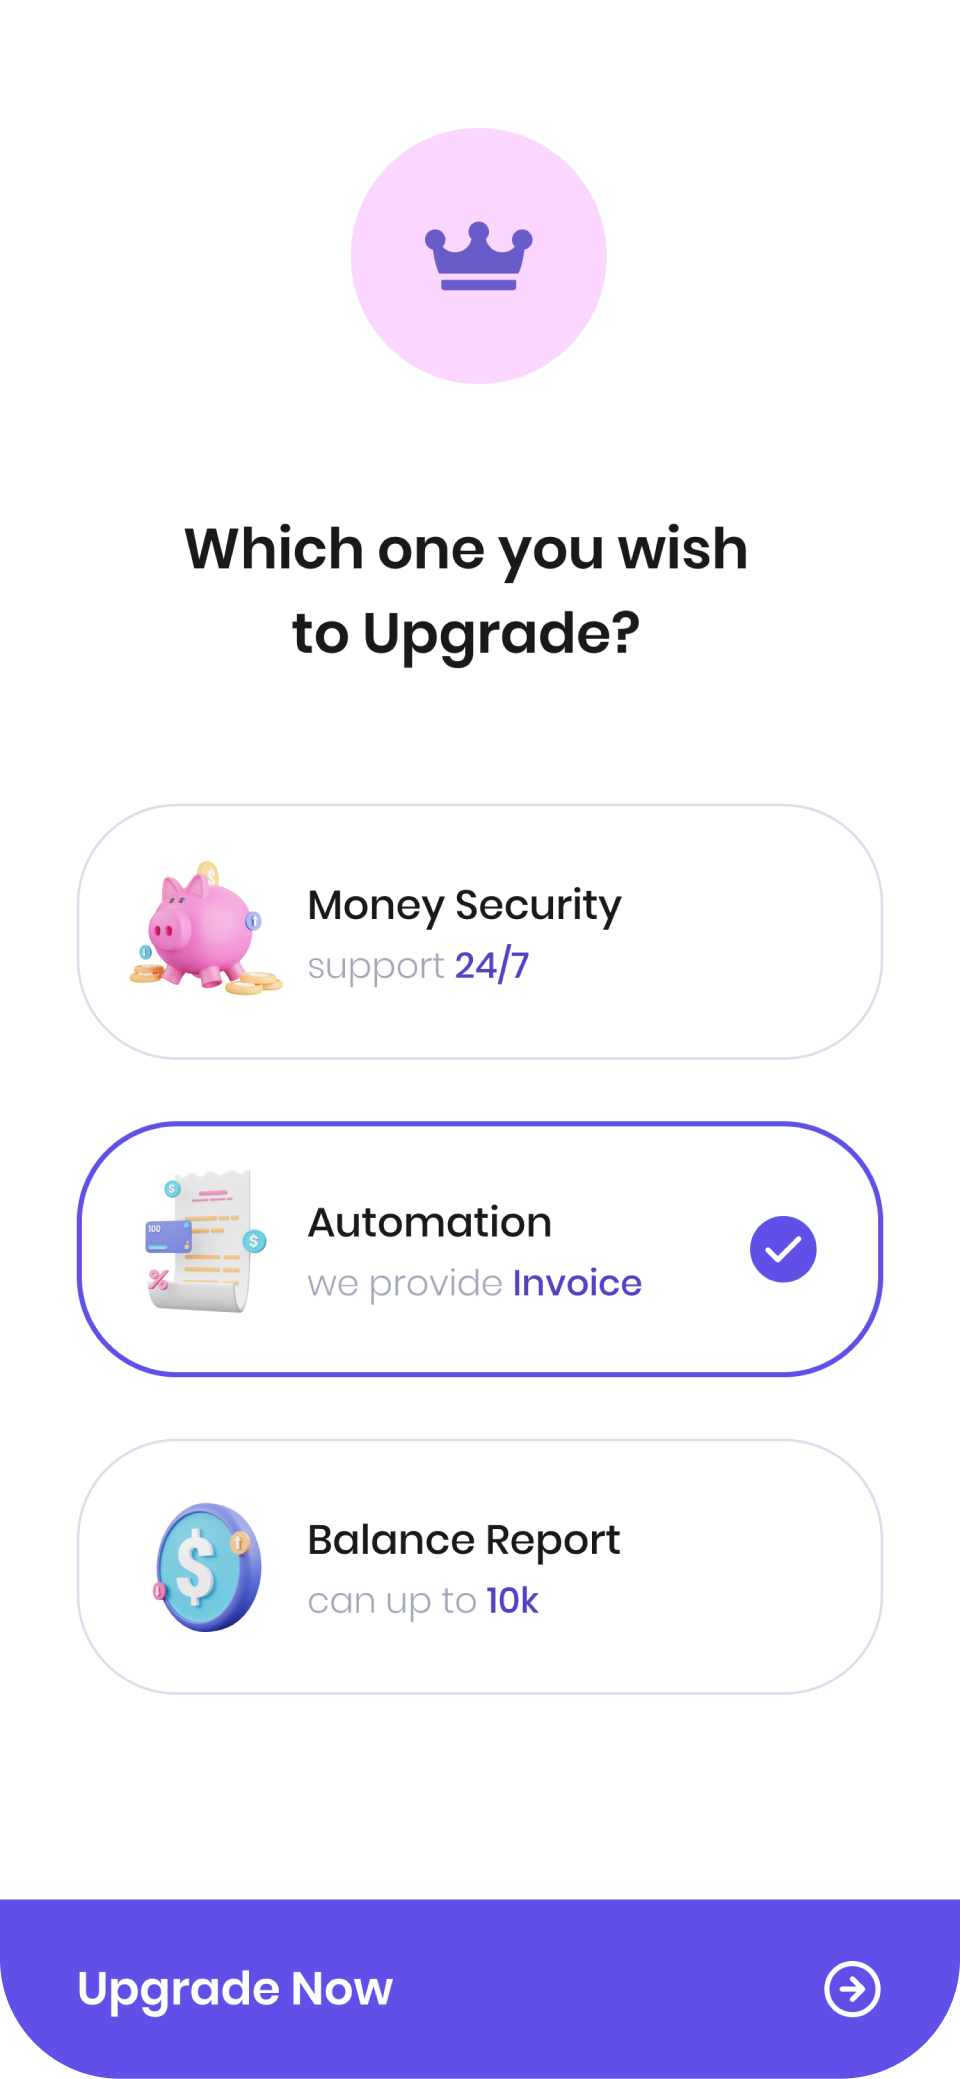 Which one you wish
to Upgrade?
Money Security
support 24/7
100
$
$
%
Automation
we provide Invoice
$
Balance Report
can up to 10k
Upgrade Now